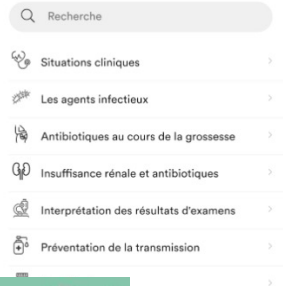 Recherche
Situations cliniques
Les agents infectieux
Antibiotiques au cours de la grossesse
Insuffisance rénale et antibiotiques
Interprétation des résultats d'examens
Préventation de la transmission